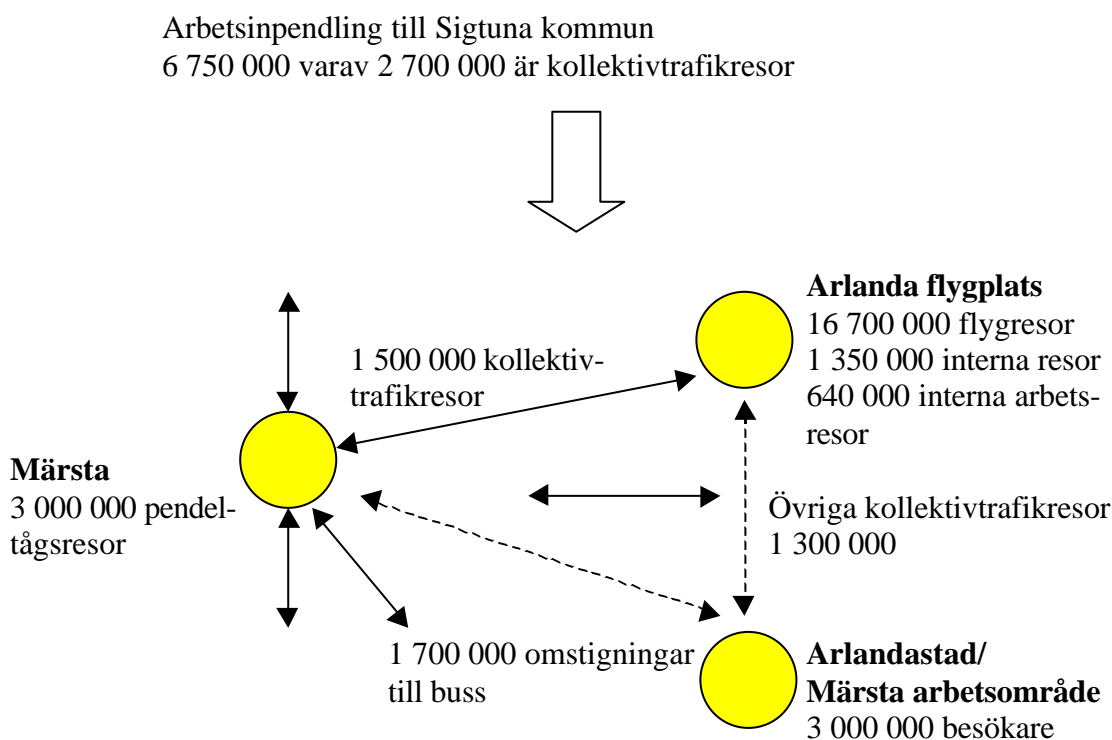 Arbetsinpendling till Sigtuna kommun
6 750 000 varav 2 700 000 är kollektivtrafikresor
Arlanda flygplats
16 700 000 flygresor
1 350 000 interna resor
640 000 interna arbets-
resor
1 500 000 kollektiv-
trafikresor
Märsta
3 000 000 pendel-
tågsresor
Övriga kollektivtrafikresor
1 300 000
1 700 000 omstigningar
till buss
Arlandastad/
Märsta arbetsområde
3 000 000 besökare